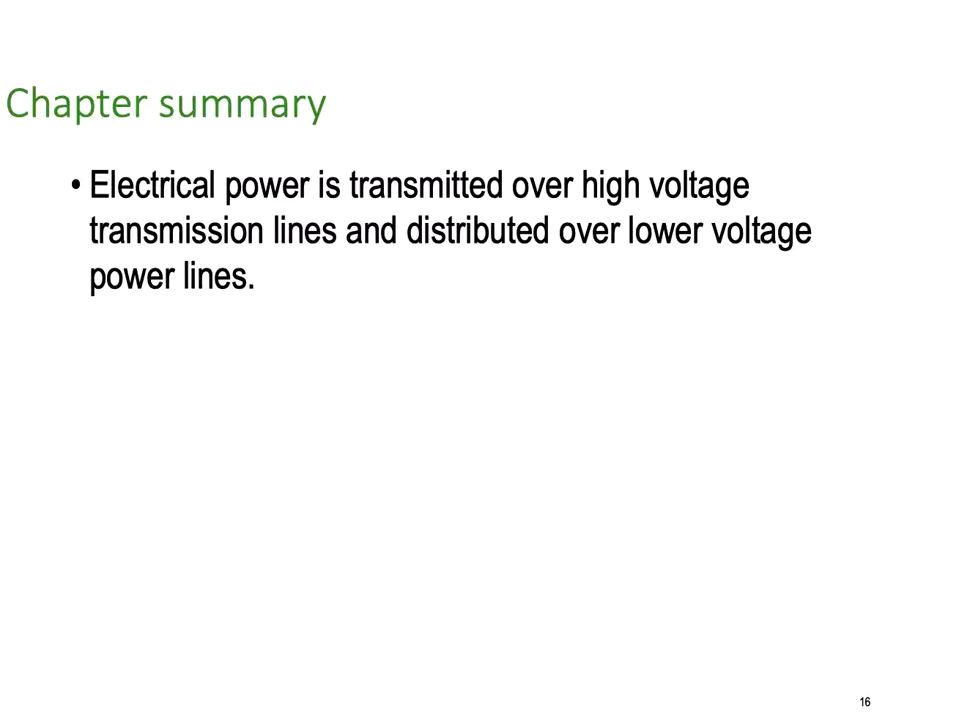 Chapter summary
• Electrical power is transmitted over high voltage
transmission lines and distributed over lower voltage
power lines.
16